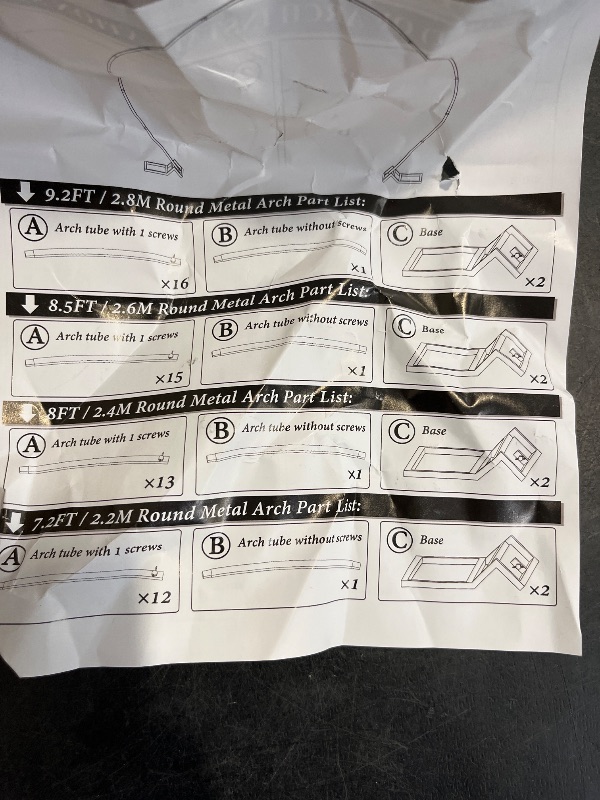 9.2FT / 2.8M Round Metal Arch Part List:
A Arch tube with 1 screws
×16
B Arch tube without screws
×1
C Base
×2
8.5FT / 2.6M Round Metal Arch Part List:
A Arch tube with 1 screws
×15
B Arch tube without screws
×1
C Base
×2
8FT / 2.4M Round Metal Arch Part List:
A Arch tube with 1 screws
×13
B Arch tube without screws
×1
C Base
×2
7.2FT / 2.2M Round Metal Arch Part List:
A Arch tube with 1 screws
×12
B Arch tube without screws
×1
C Base
×2